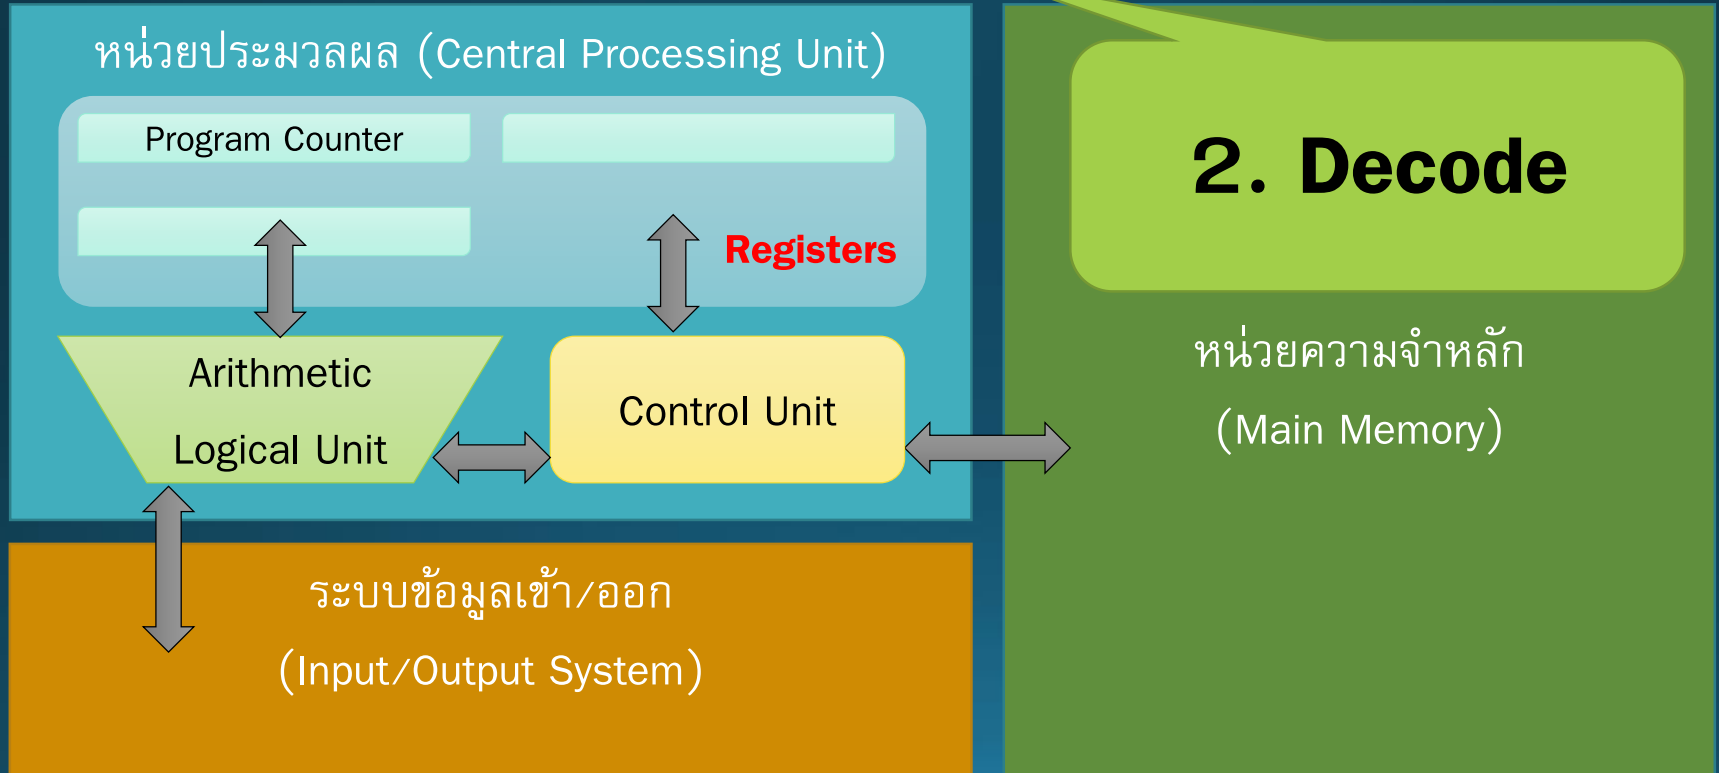 หน่วยประมวลผล (Central Processing Unit)
Program Counter
Registers
Arithmetic
Logical Unit
Control Unit
2. Decode
หน่วยความจำหลัก
(Main Memory)
ระบบข้อมูลเข้า/ออก
(Input/Output System)